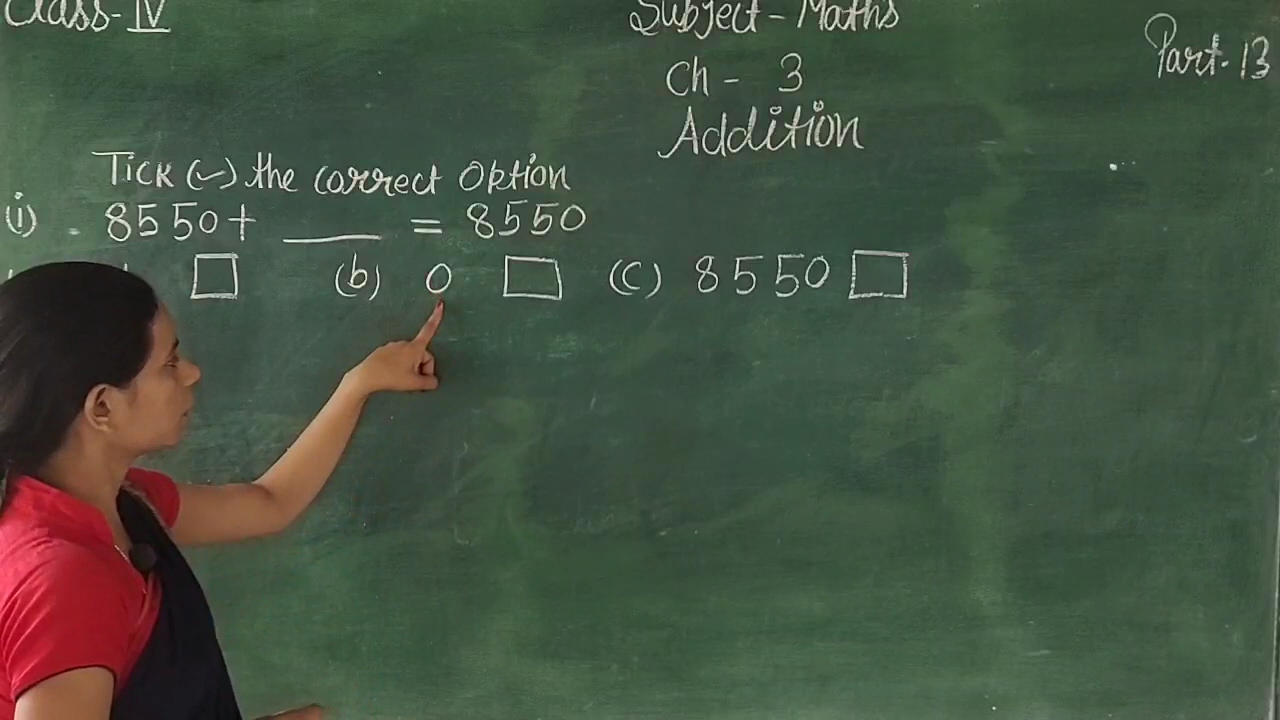 Class-IV
Subject - Maths
Part-13
Ch - 3
Addition
Tick (✓) the correct option
(i) 8550+ ____ = 8550
(b) 0 □ (c) 8550 □